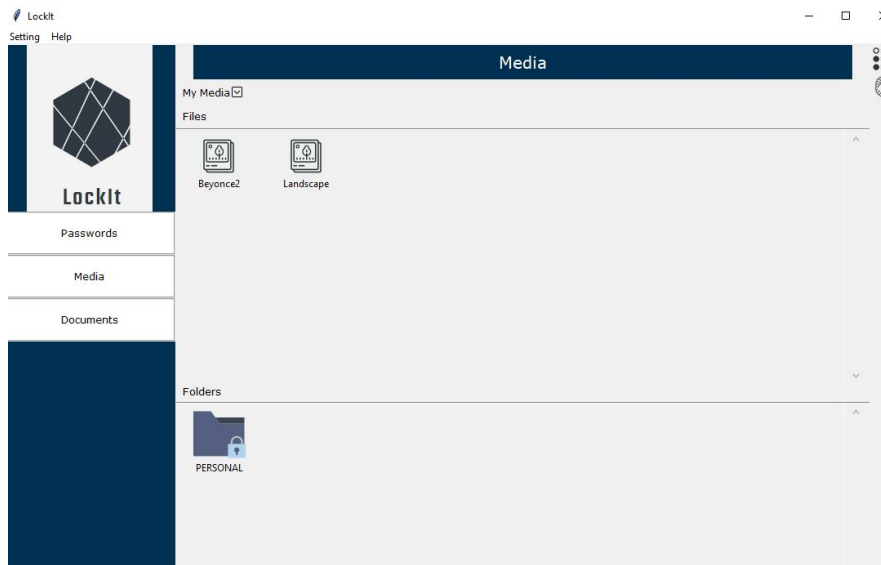 LockIt
Setting Help
Media
My Media
Files
Beyonce2 Landscape
LockIt
Passwords
Media
Documents
Folders
PERSONAL